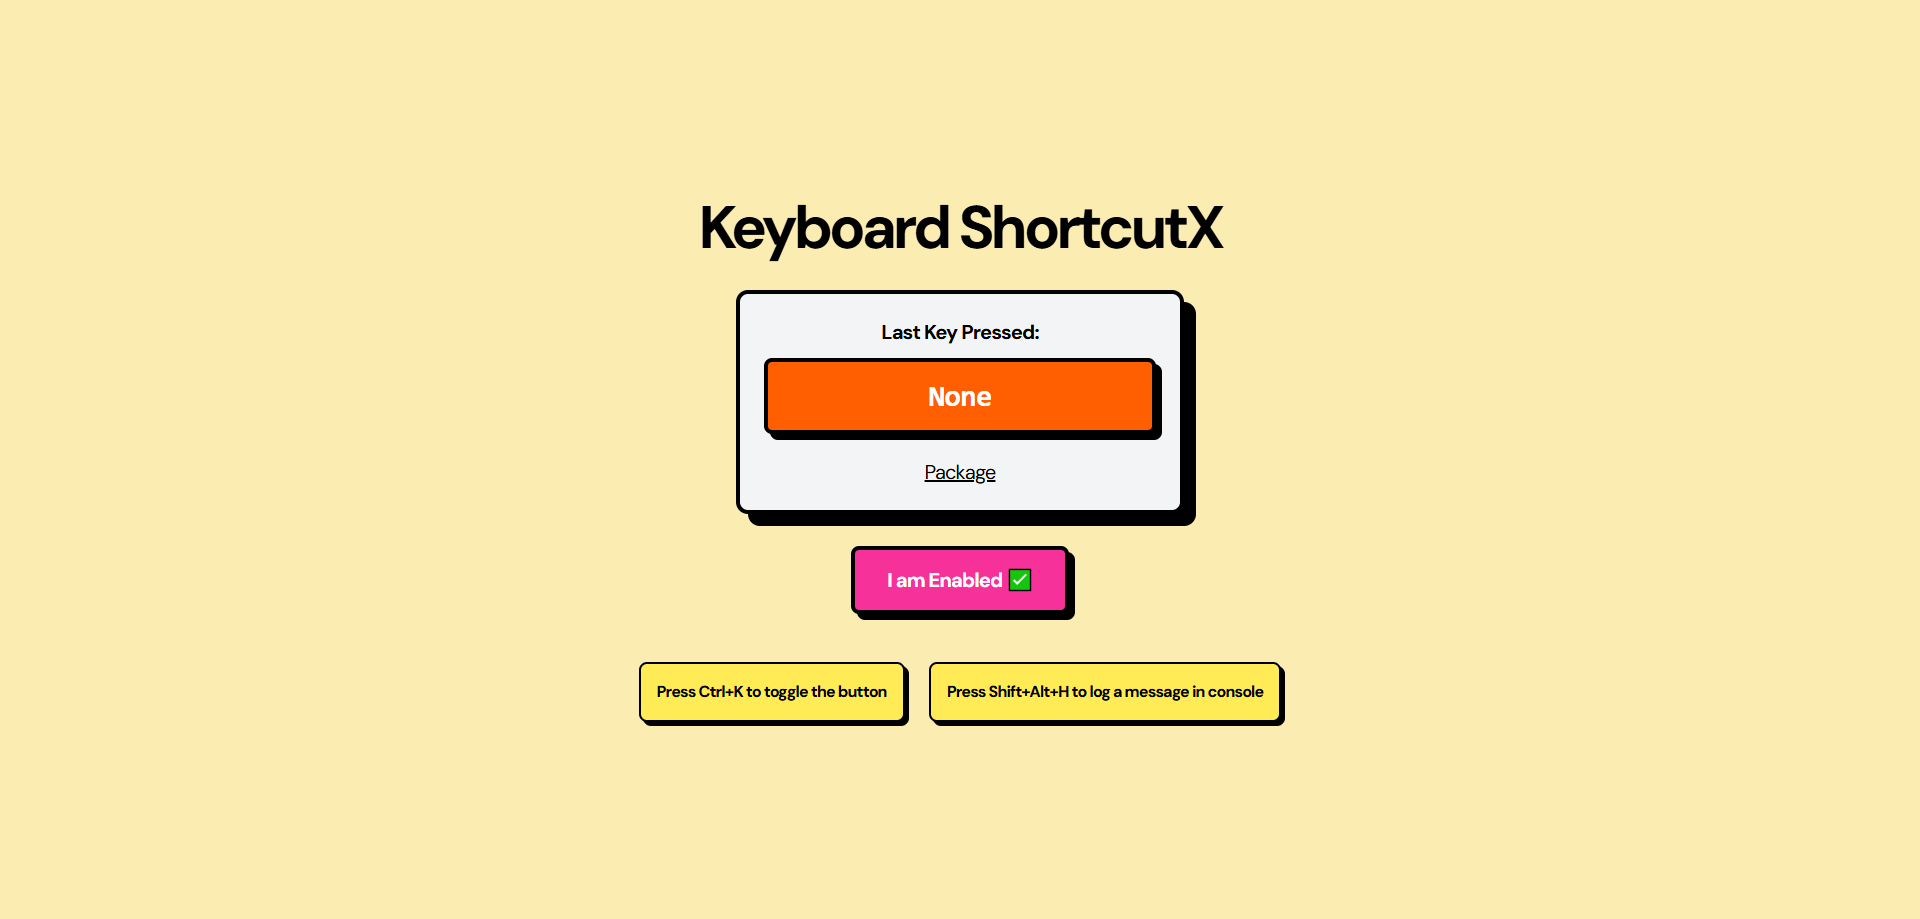 Keyboard ShortcutX
Last Key Pressed:
None
Package
I am Enabled ✅
Press Ctrl+K to toggle the button
Press Shift+Alt+H to log a message in console